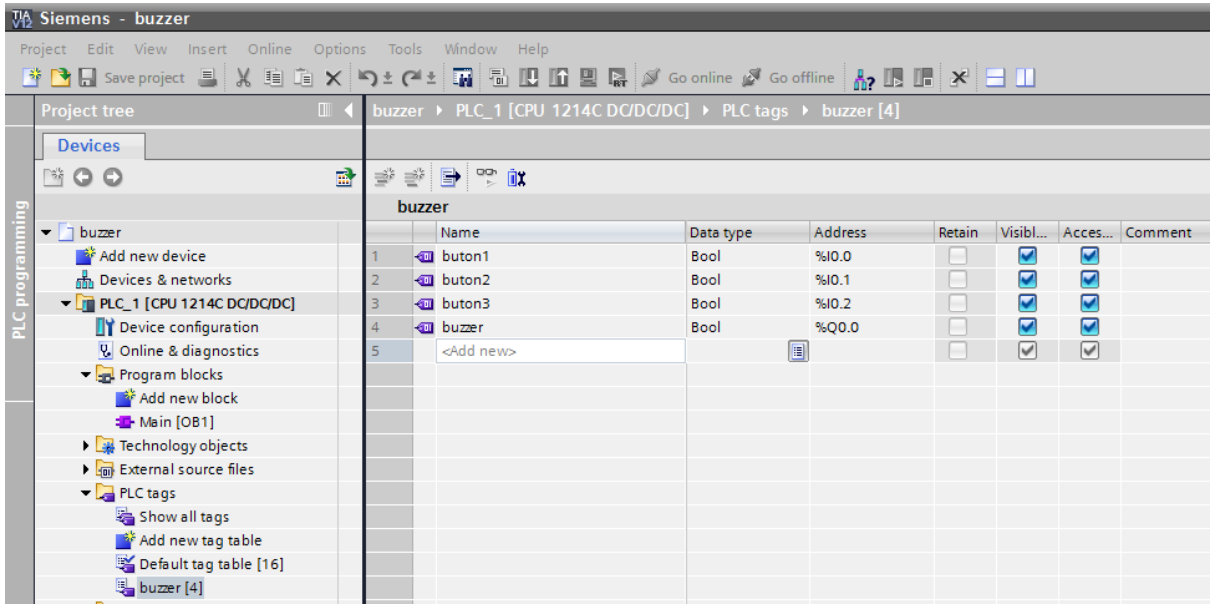 Siemens - buzzer
Project Edit View Insert Online Options Tools Window Help
Save project Go online Go offline
Project tree
buzzer PLC_1 [CPU 1214C DC/DC/DC] PLC tags buzzer [4]
Devices
PLC programming
buzzer
Add new device
Devices & networks
PLC_1 [CPU 1214C DC/DC/DC]
Device configuration
Online & diagnostics
Program blocks
Add new block
Main [OB1]
Technology objects
External source files
PLC tags
Show all tags
Add new tag table
Default tag table [16]
buzzer [4]
buzzer
Name Data type Address Retain Visibl... Acces... Comment
1 buton1 Bool %I0.0
2 buton2 Bool %I0.1
3 buton3 Bool %I0.2
4 buzzer Bool %Q0.0
5 <Add new>